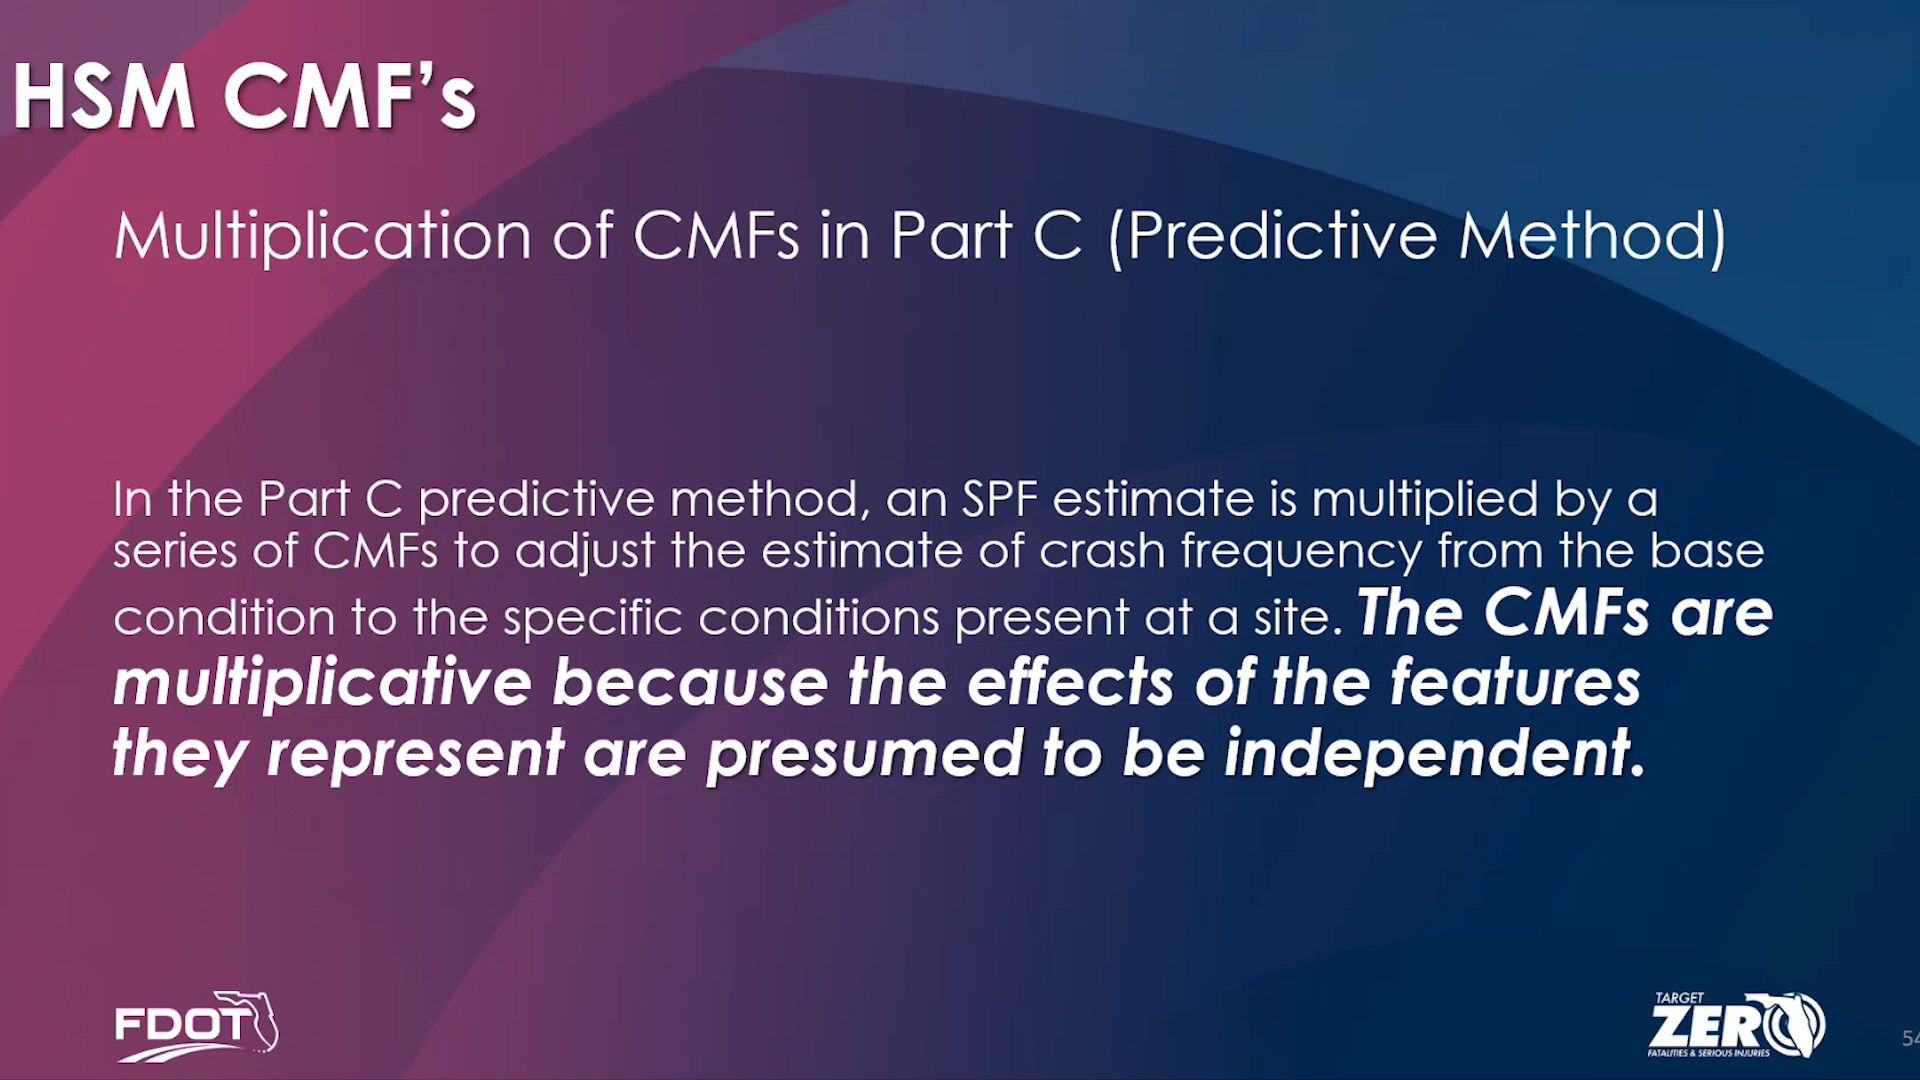 HSM CMF’s
Multiplication of CMFs in Part C (Predictive Method)
In the Part C predictive method, an SPF estimate is multiplied by a
series of CMFs to adjust the estimate of crash frequency from the base
condition to the specific conditions present at a site. The CMFs are
multiplicative because the effects of the features
they represent are presumed to be independent.
FDOT
TARGET
ZERO
FATALITIES & SERIOUS INJURIES
54